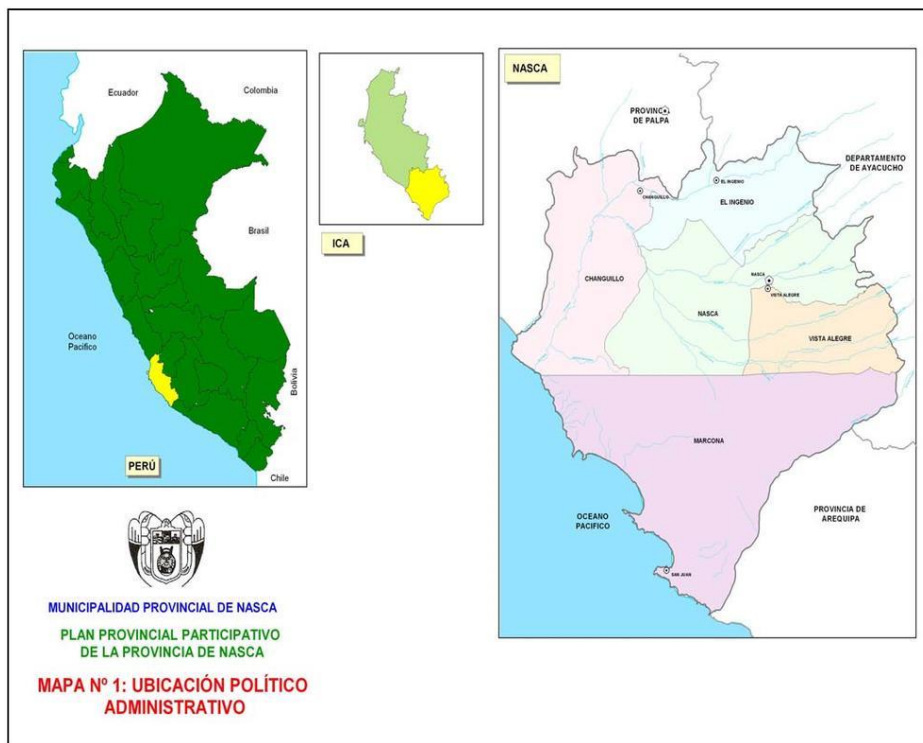 Ecuador
Colombia
Brasil
Oceano
Pacifico
Bolivia
PERÚ
Chile
ICA
NASCA
PROVINCIA
DE PALPA
DEPARTAMENTO
DE AYACUCHO
EL INGENIO
CHANGUILLO
EL INGENIO
CHANGUILLO
NASCA
VISTA ALEGRE
NASCA
VISTA ALEGRE
MARCONA
OCEANO
PACIFICO
PROVINCIA DE
AREQUIPA
SAN JUAN
MUNICIPALIDAD PROVINCIAL DE NASCA
PLAN PROVINCIAL PARTICIPATIVO
DE LA PROVINCIA DE NASCA
MAPA Nº 1: UBICACIÓN POLÍTICO
ADMINISTRATIVO